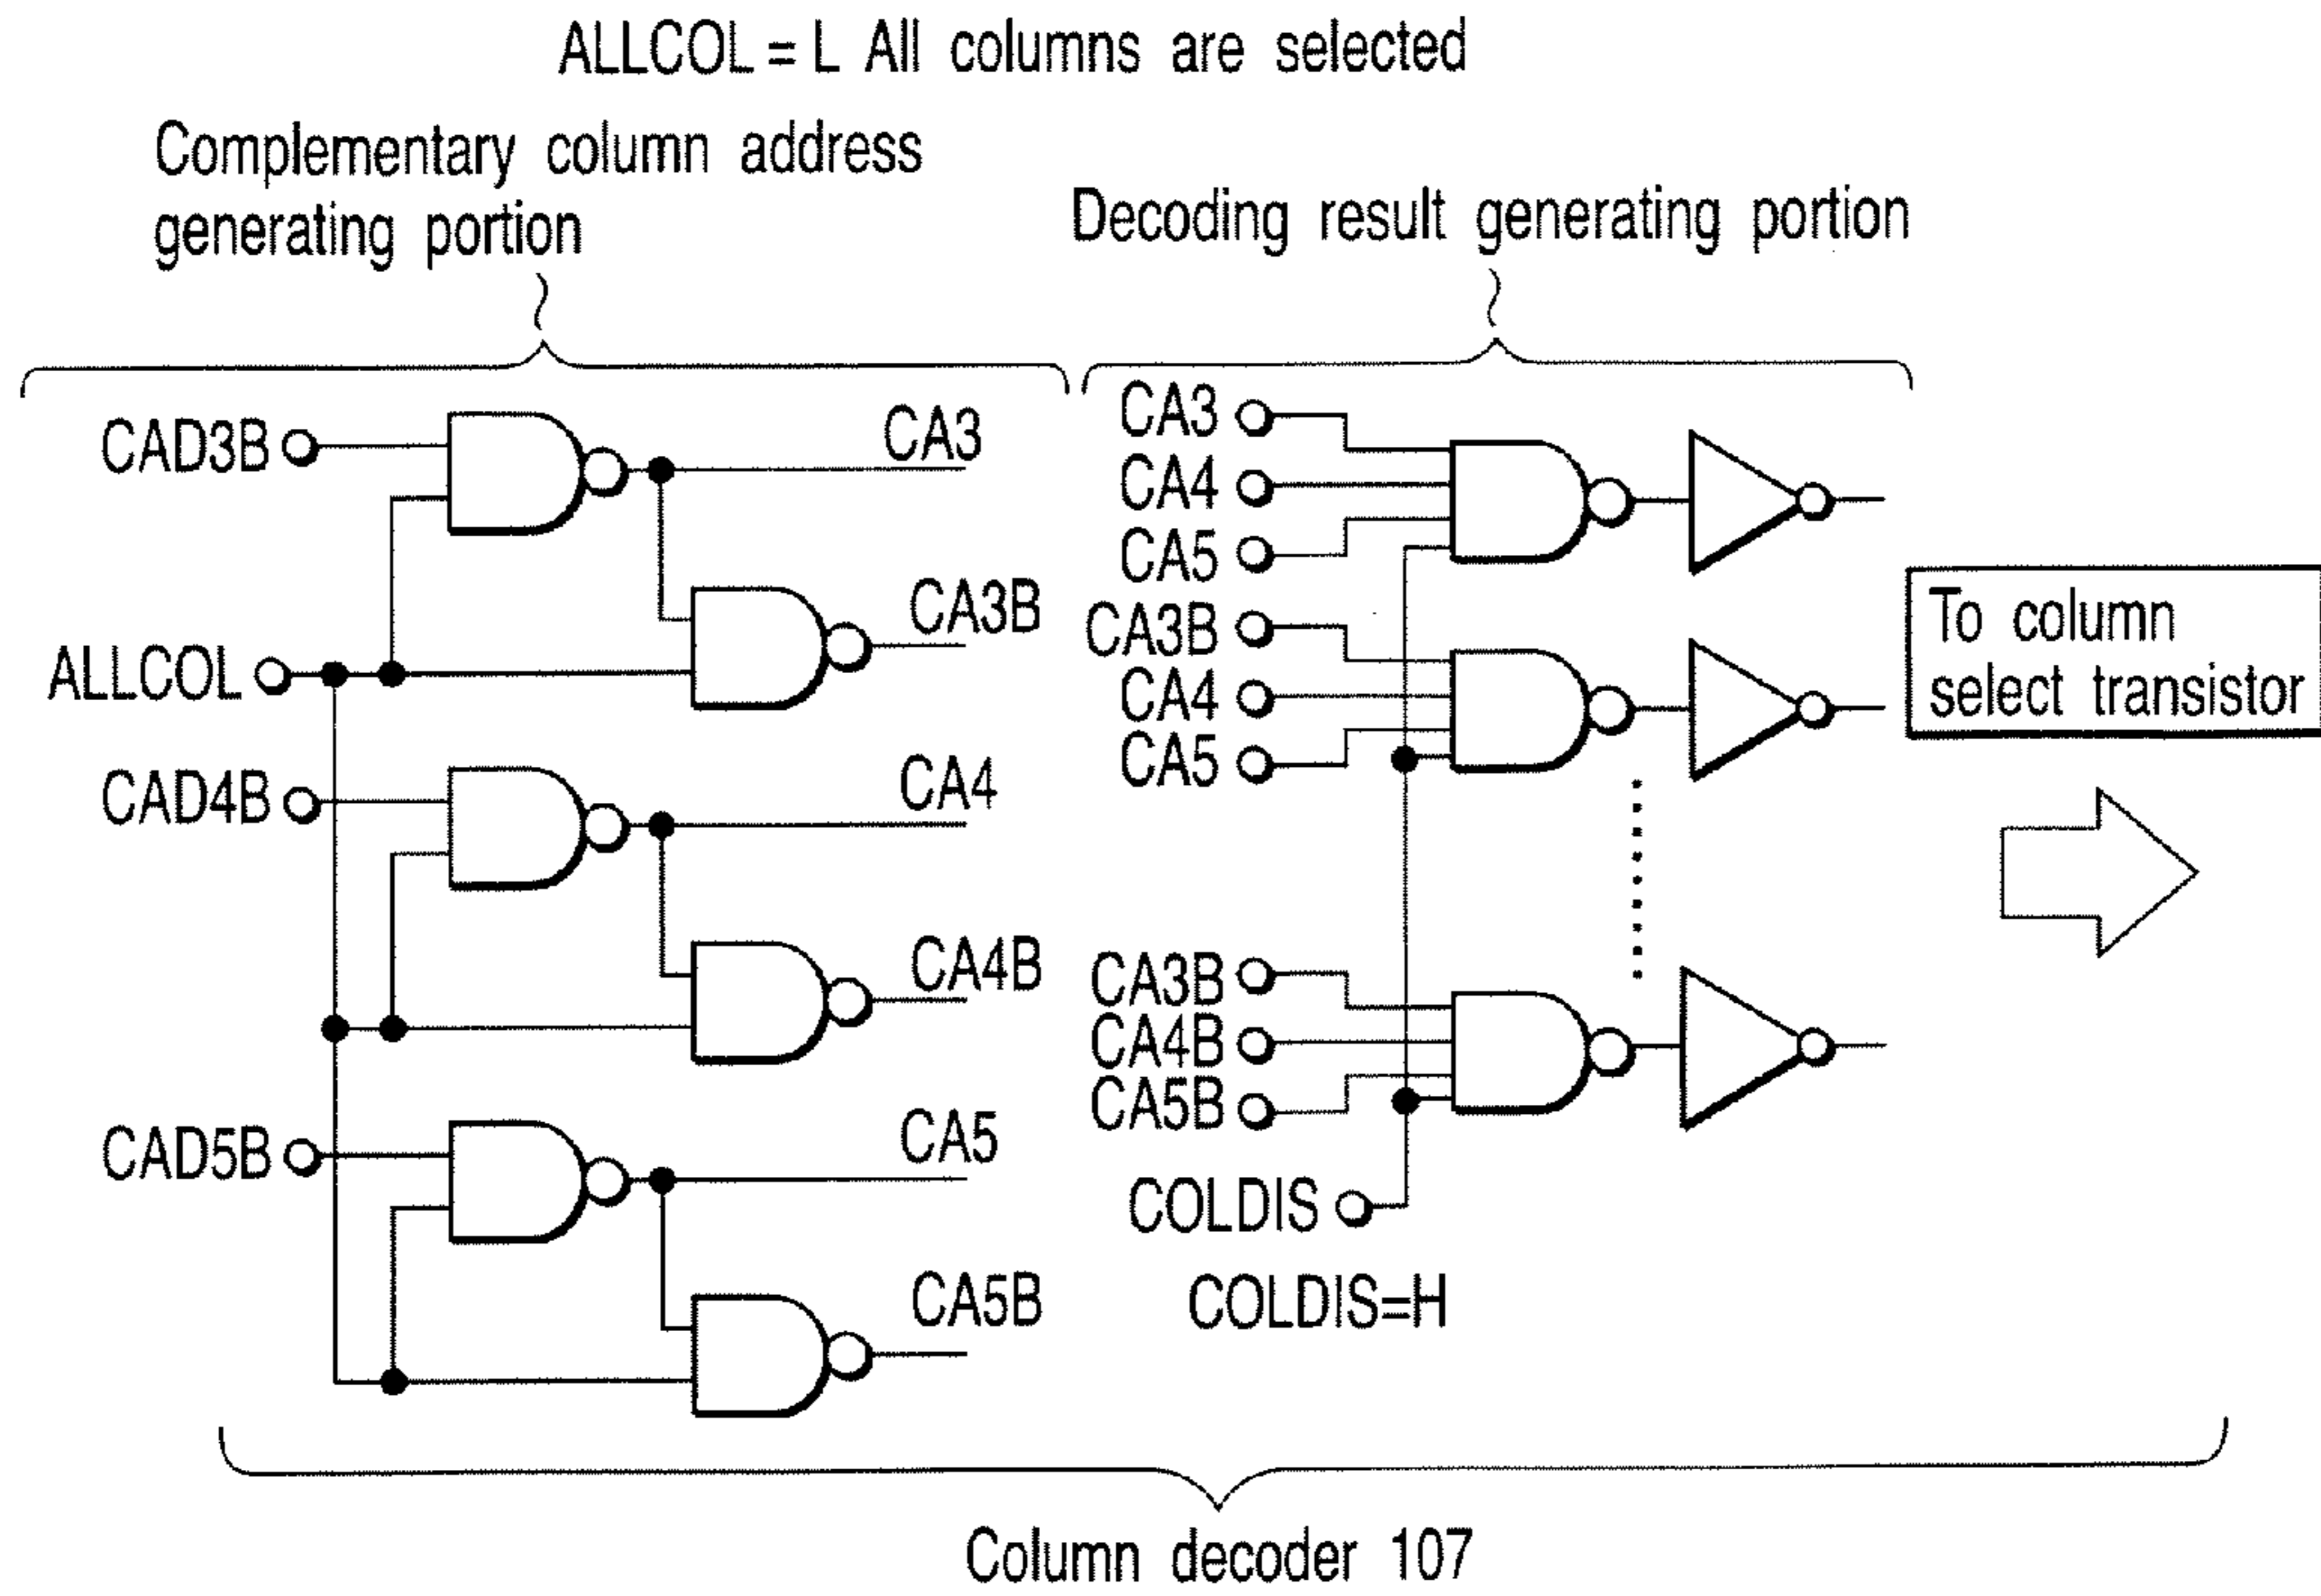 ALLCOL = L All columns are selected
Complementary column address
generating portion
Decoding result generating portion
CAD3B
CA3
CA3B
ALLCOL
CAD4B
CA4
CA4B
CAD5B
CA5
CA5B
CA3
CA4
CA5
CA3B
CA4
CA5
CA3B
CA4B
CA5B
COLDIS
COLDIS=H
To column
select transistor
Column decoder 107